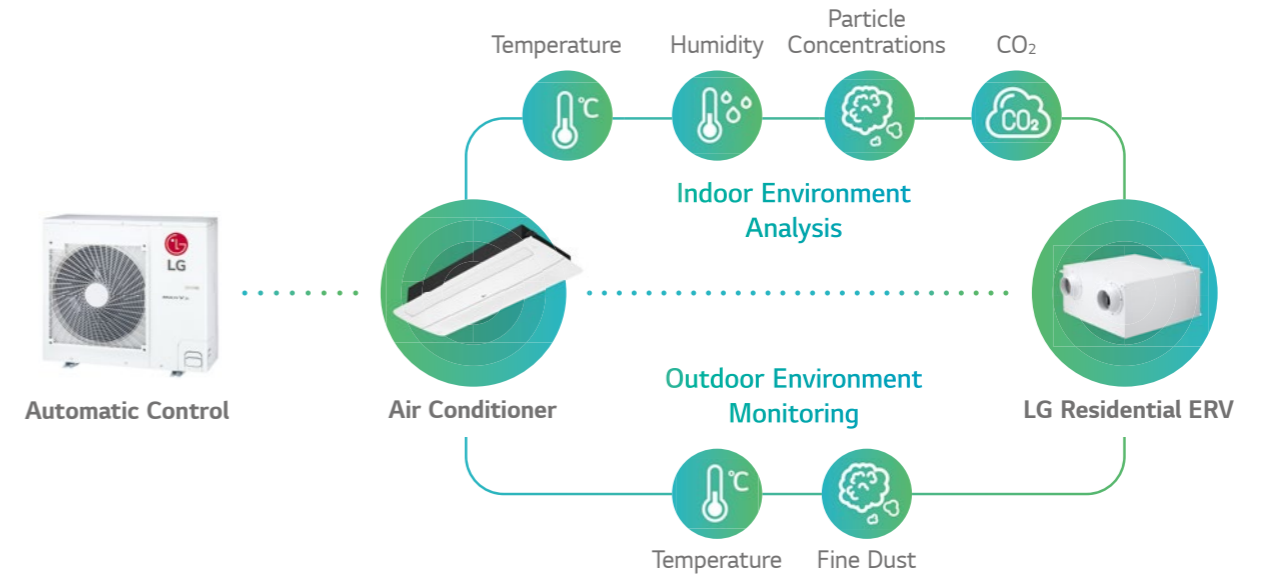 Temperature
Humidity
Particle
Concentrations
CO₂
°C
CO₂
Indoor Environment
Analysis
LG
Automatic Control
Air Conditioner
LG Residential ERV
Outdoor Environment
Monitoring
°C
Temperature
Fine Dust